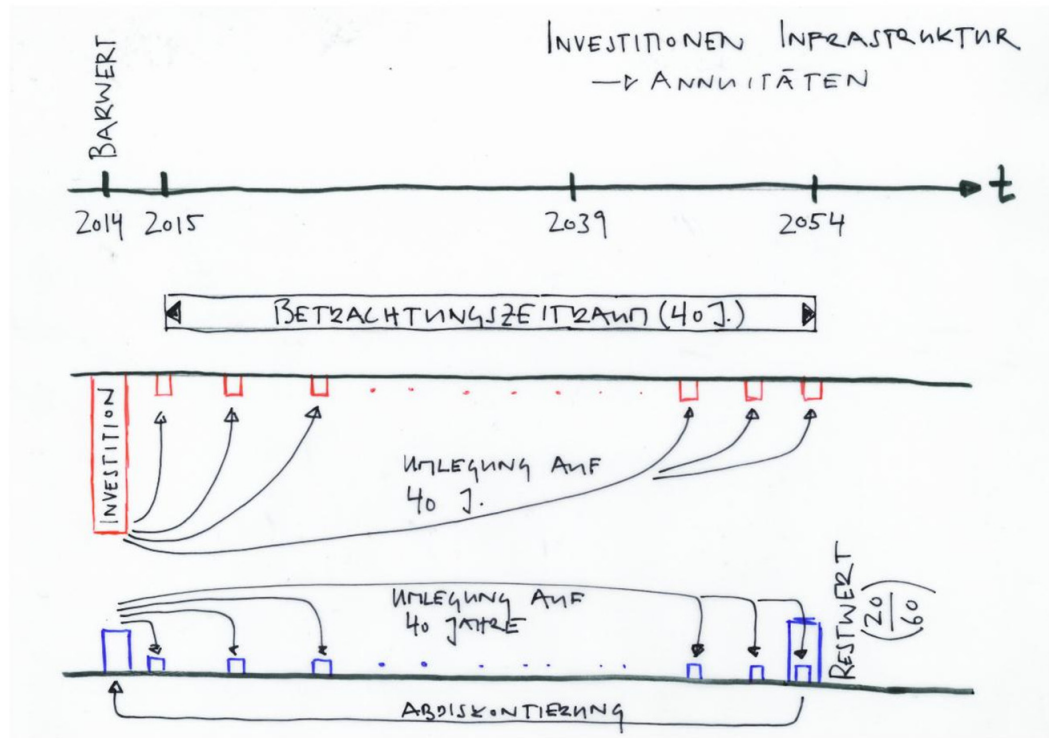 INVESTITIONEN INFRASTRUKTUR
→ ANNUITÄTEN
BARWERT
t
2014 2015 2039 2054
BETRACHTUNGSZEITRAUM (40 J.)
INVESTITION
UMLEGUNG AUF
40 J.
UMLEGUNG AUF
40 JAHRE
RESTWERT
(20/60)
ABDISKONTIERUNG